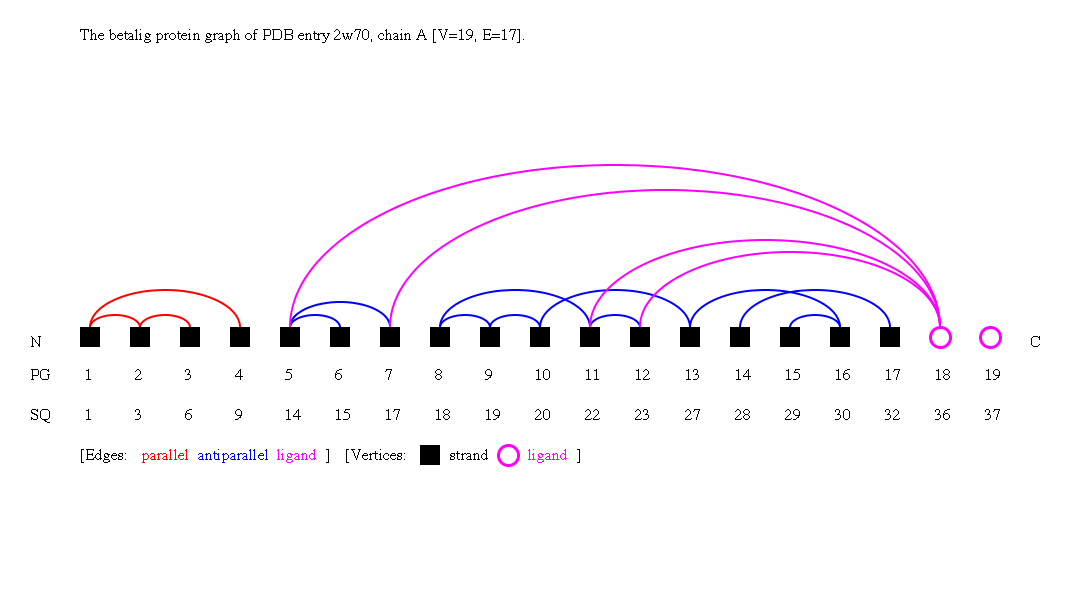 The betalig protein graph of PDB entry 2w70, chain A [V=19, E=17].
N C
PG 1 2 3 4 5 6 7 8 9 10 11 12 13 14 15 16 17 18 19
SQ 1 3 6 9 14 15 17 18 19 20 22 23 27 28 29 30 32 36 37
[Edges: parallel antiparallel ligand ] [Vertices: strand ligand ]